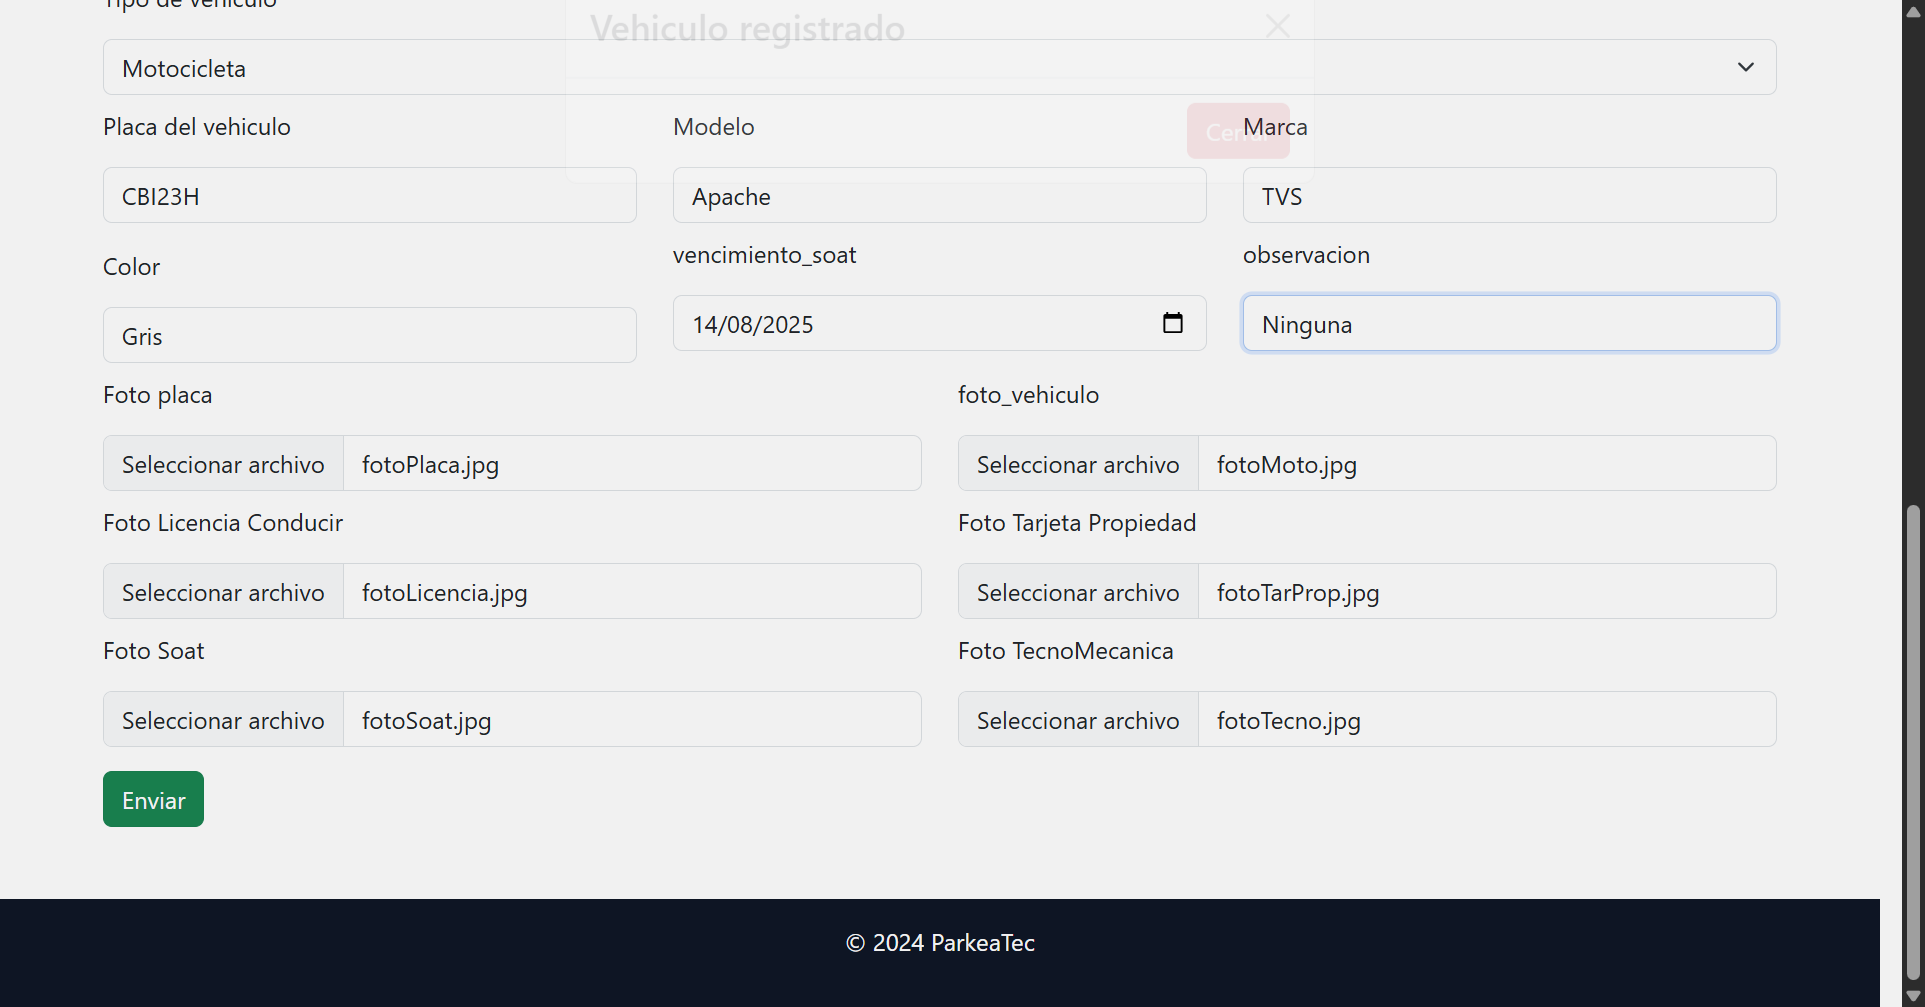 Tipo de vehiculo
Vehiculo registrado
Motocicleta
Cerrar
Placa del vehiculo
Modelo
Marca
CBI23H
Apache
TVS
Color
vencimiento_soat
observacion
Gris
14/08/2025
Ninguna
Foto placa
foto_vehiculo
Seleccionar archivo fotoPlaca.jpg
Seleccionar archivo fotoMoto.jpg
Foto Licencia Conducir
Foto Tarjeta Propiedad
Seleccionar archivo fotoLicencia.jpg
Seleccionar archivo fotoTarProp.jpg
Foto Soat
Foto TecnoMecanica
Seleccionar archivo fotoSoat.jpg
Seleccionar archivo fotoTecno.jpg
Enviar
© 2024 ParkeaTec